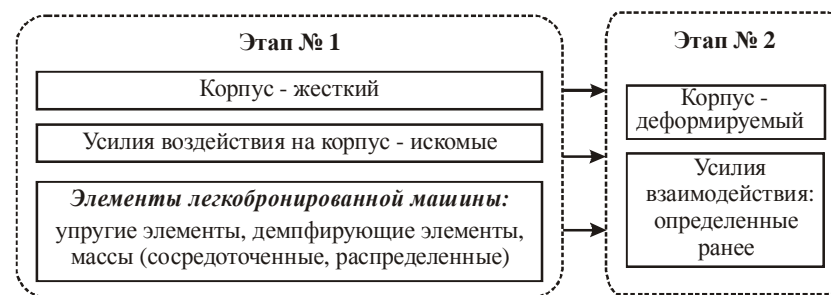 Этап № 1
Корпус - жесткий
Усилия воздействия на корпус - искомые
Элементы легкобронированной машины:
упругие элементы, демпфирующие элементы,
массы (сосредоточенные, распределенные)
Этап № 2
Корпус -
деформируемый
Усилия
взаимодействия:
определенные
ранее